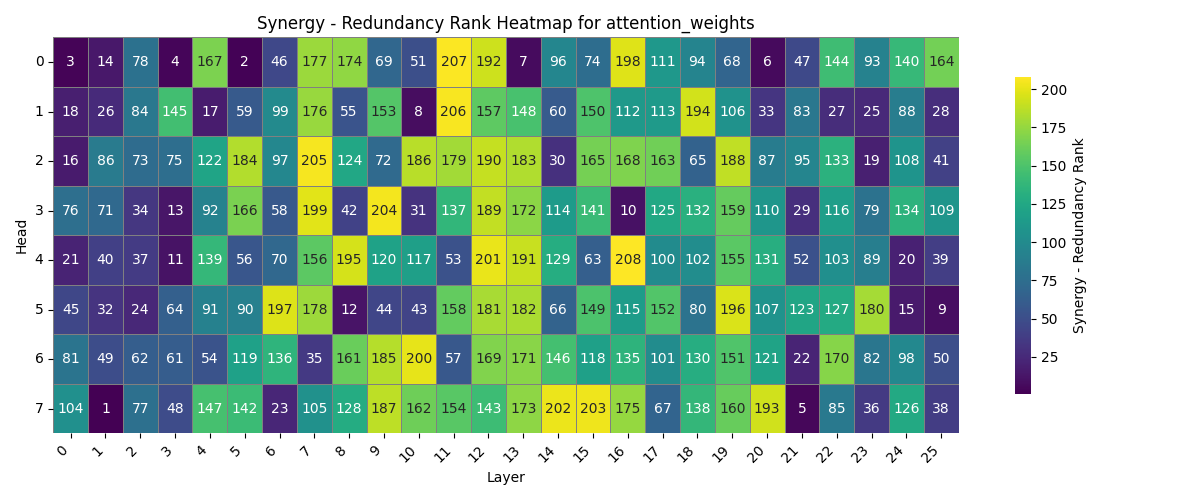 Synergy - Redundancy Rank Heatmap for attention_weights
0 3 14 78 4 167 2 46 177 174 69 51 207 192 7 96 74 198 111 94 68 6 47 144 93 140 164
1 18 26 84 145 17 59 99 176 55 153 8 206 157 148 60 150 112 113 194 106 33 83 27 25 88 28
2 16 86 73 75 122 184 97 205 124 72 186 179 190 183 30 165 168 163 65 188 87 95 133 19 108 41
3 76 71 34 13 92 166 58 199 42 204 31 137 189 172 114 141 10 125 132 159 110 29 116 79 134 109
4 21 40 37 11 139 56 70 156 195 120 117 53 201 191 129 63 208 100 102 155 131 52 103 89 20 39
5 45 32 24 64 91 90 197 178 12 44 43 158 181 182 66 149 115 152 80 196 107 123 127 180 15 9
6 81 49 62 61 54 119 136 35 161 185 200 57 169 171 146 118 135 101 130 151 121 22 170 82 98 50
7 104 1 77 48 147 142 23 105 128 187 162 154 143 173 202 203 175 67 138 160 193 5 85 36 126 38
0 1 2 3 4 5 6 7 8 9 10 11 12 13 14 15 16 17 18 19 20 21 22 23 24 25
Layer
Head
200
175
150
125
100
75
50
25
Synergy - Redundancy Rank